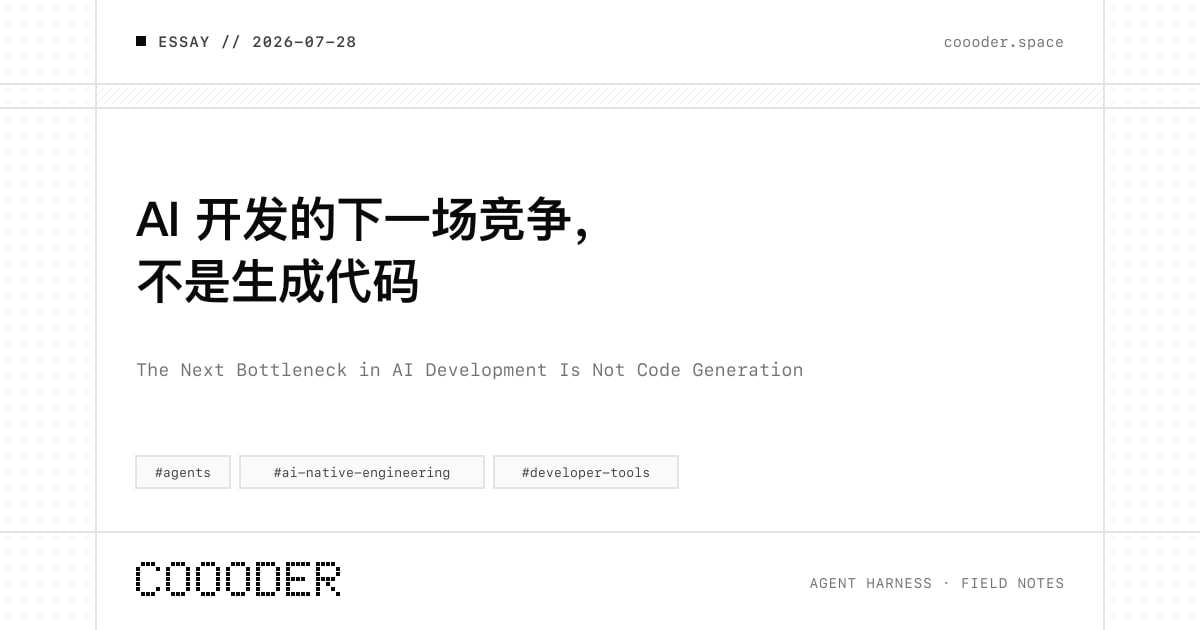 ESSAY // 2026-07-28
coooder.space
AI 开发的下一场竞争，
不是生成代码
The Next Bottleneck in AI Development Is Not Code Generation
#agents
#ai-native-engineering
#developer-tools
COOODER
AGENT HARNESS · FIELD NOTES